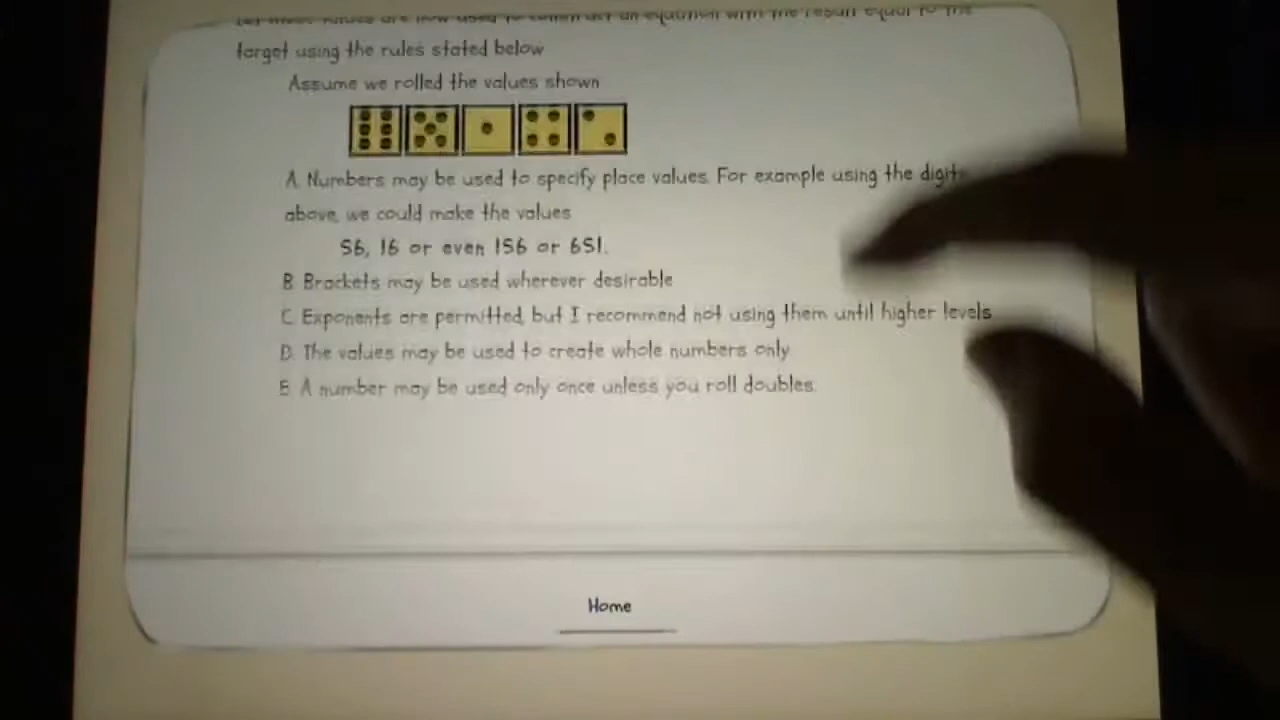 target using the rules stated below
Assume we rolled the values shown
A. Numbers may be used to specify place values. For example using the digits
above, we could make the values
56, 16 or even 156 or 651.
B. Brackets may be used wherever desirable
C. Exponents are permitted, but I recommend not using them until higher levels
D. The values may be used to create whole numbers only
E. A number may be used only once unless you roll doubles.
Home